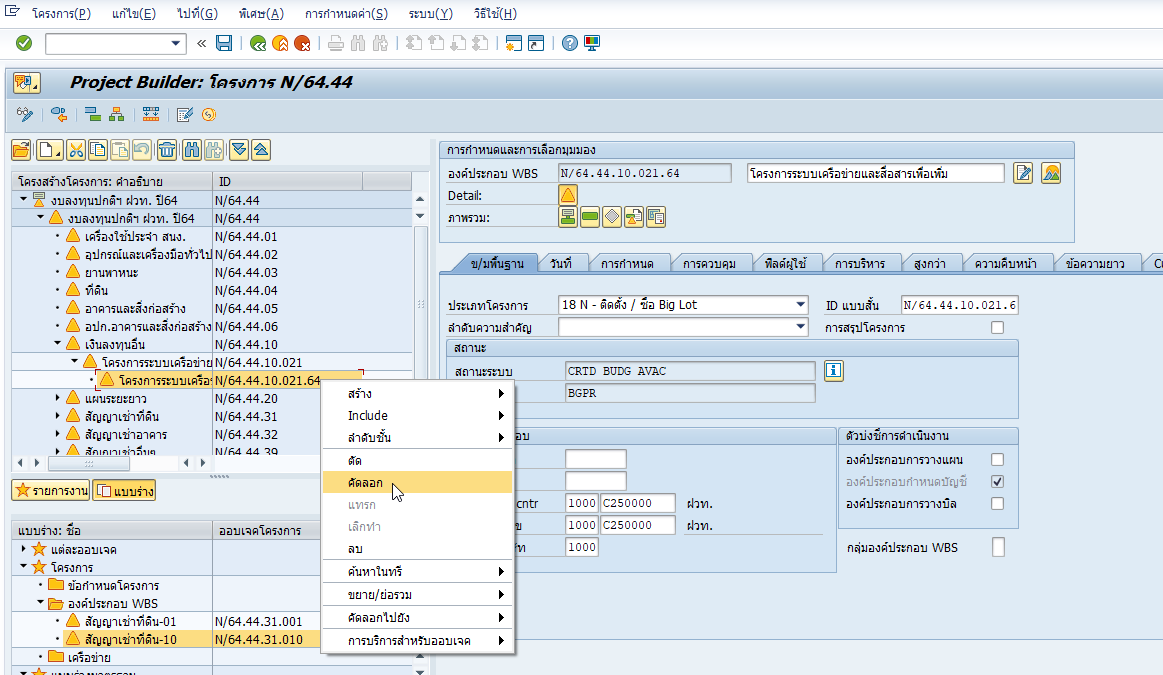 โครงการ(P) แก้ไข(E) ไปที่(G) พิเศษ(A) การกำหนดค่า(S) ระบบ(Y) วิธีใช้(H)
Project Builder: โครงการ N/64.44
โครงสร้างโครงการ: คำอธิบาย ID
งบลงทุนปกติฯ ฝวท. ปี64 N/64.44
งบลงทุนปกติฯ ฝวท. ปี64 N/64.44
เครื่องใช้ประจำ สนง. N/64.44.01
อุปกรณ์และเครื่องมือทั่วไป N/64.44.02
ยานพาหนะ N/64.44.03
ที่ดิน N/64.44.04
อาคารและสิ่งก่อสร้าง N/64.44.05
อปก.อาคารและสิ่งก่อสร้าง N/64.44.06
เงินลงทุนอื่น N/64.44.10
โครงการระบบเครือข่าย N/64.44.10.021
โครงการระบบเครือ N/64.44.10.021.64
แผนระยะยาว N/64.44.20
สัญญาเช่าที่ดิน N/64.44.31
สัญญาเช่าอาคาร N/64.44.32
สัญญาเช่าอื่นๆ N/64.44.39
รายการงาน แบบร่าง
แบบร่าง: ชื่อ ออบเจคโครงการ
แต่ละออบเจค
โครงการ
ข้อกำหนดโครงการ
องค์ประกอบ WBS
สัญญาเช่าที่ดิน-01 N/64.44.31.001
สัญญาเช่าที่ดิน-10 N/64.44.31.010
เครือข่าย
แบบร่างมาตรฐาน
สร้าง
Include
ลำดับชั้น
ตัด
คัดลอก
แทรก
เลิกทำ
ลบ
ค้นหาในทรี
ขยาย/ย่อรวม
คัดลอกไปยัง
การบริการสำหรับออบเจค
การกำหนดและการเลือกมุมมอง
องค์ประกอบ WBS N/64.44.10.021.64 โครงการระบบเครือข่ายและสื่อสารเพื่อเพิ่ม
Detail:
ภาพรวม:
ข/มพื้นฐาน วันที่ การกำหนด การควบคุม ฟิลด์ผู้ใช้ การบริหาร สูงกว่า ความคืบหน้า ข้อความยาว
ประเภทโครงการ 18 N - ติดตั้ง / ซื้อ Big Lot ID แบบสั้น N/64.44.10.021.6
ลำดับความสำคัญ การสรุปโครงการ
สถานะ
สถานะระบบ CRTD BUDG AVAC
BGPR
อบ ตัวบ่งชี้การดำเนินงาน
องค์ประกอบการวางแผน
องค์ประกอบกำหนดบัญชี
cntr 1000 C250000 ฝวท. องค์ประกอบการวางบิล
ข 1000 C250000 ฝวท.
ัท 1000 กลุ่มองค์ประกอบ WBS